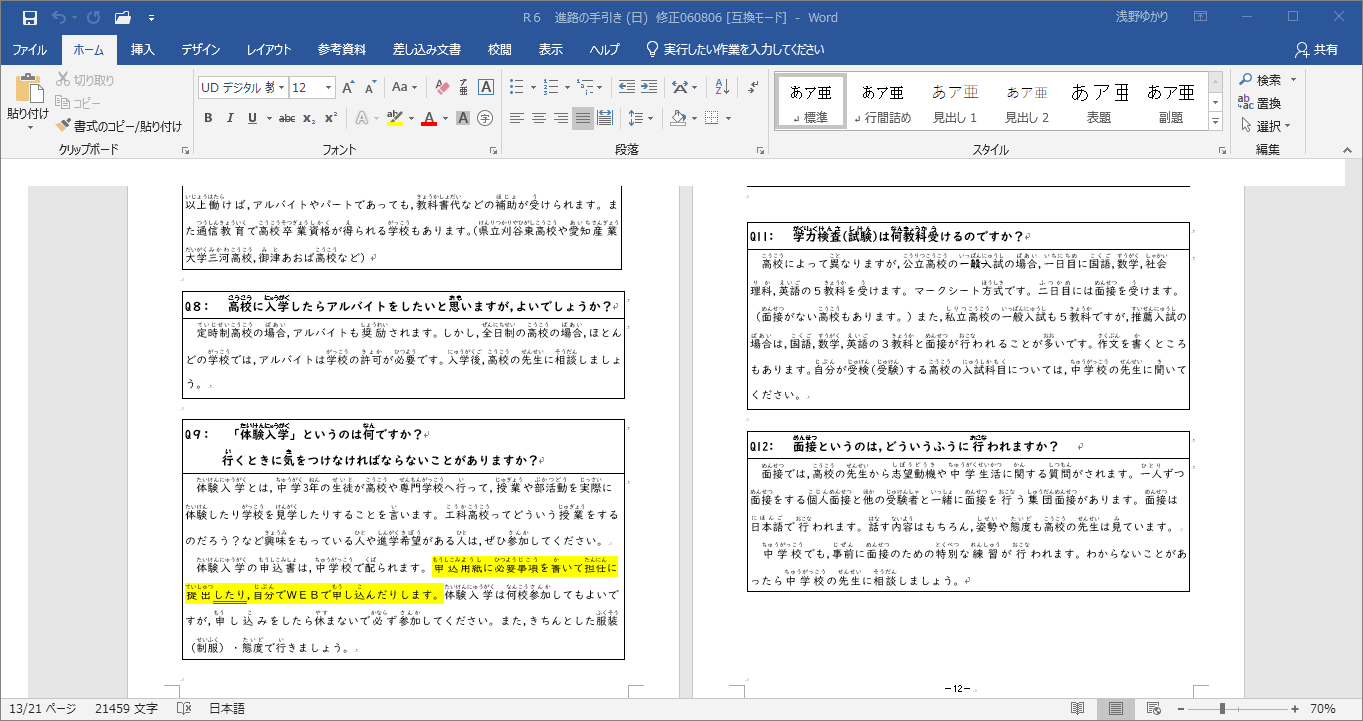 R 6　進路の手引き (日)　修正060806 [互換モード] - Word
浅野ゆかり
ファイル ホーム 挿入 デザイン レイアウト 参考資料 差し込み文書 校閲 表示 ヘルプ 実行したい作業を入力してください 共有
貼り付け
切り取り
コピー
書式のコピー/貼り付け
クリップボード
UD デジタル 教 12
B I U abc x₂ x²
フォント
段落
あア亜 あア亜 あア亜 あア亜 あア亜 あア亜
標準 行間詰め 見出し 1 見出し 2 表題 副題
スタイル
検索
置換
選択
編集
以上働けば,アルバイトやパートであっても,教科書代などの補助が受けられます。ま
た通信教育で高校卒業資格が得られる学校もあります。(県立刈谷東高校や愛知産業
大学三河高校,御津あおば高校など)
Q8：　高校に入学したらアルバイトをしたいと思いますが,よいでしょうか？
定時制高校の場合,アルバイトも奨励されます。しかし,全日制の高校の場合,ほとん
どの学校では,アルバイトは学校の許可が必要です。入学後,高校の先生に相談しましょ
う。
Q9：　「体験入学」というのは何ですか？
行くときに気をつけなければならないことがありますか？
体験入学とは,中学3年の生徒が高校や専門学校へ行って,授業や部活動を実際に
体験したり学校を見学したりすることを言います。工科高校ってどういう授業をする
のだろう？など興味をもっている人や進学希望がある人は,ぜひ参加してください。
体験入学の申込書は,中学校で配られます。申込用紙に必要事項を書いて担任に
提出したり,自分でWEBで申し込んだりします。体験入学は何校参加してもよいで
すが,申し込みをしたら休まないで必ず参加してください。また,きちんとした服装
（制服）・態度で行きましょう。
Q11：　学力検査(試験)は何教科受けるのですか？
高校によって異なりますが,公立高校の一般入試の場合,一日目に国語,数学,社会
理科,英語の５教科を受けます。マークシート方式です。二日目には面接を受けます。
（面接がない高校もあります。）また,私立高校の一般入試も５教科ですが,推薦入試の
場合は,国語,数学,英語の３教科と面接が行われることが多いです。作文を書くところ
もあります。自分が受検(受験)する高校の入試科目については,中学校の先生に聞いて
ください。
Q12：　面接というのは,どういうふうに行われますか？
面接では,高校の先生から志望動機や中学生活に関する質問がされます。一人ずつ
面接をする個人面接と他の受験者と一緒に面接を行う集団面接があります。面接は
日本語で行われます。話す内容はもちろん,姿勢や態度も高校の先生は見ています。
中学校でも,事前に面接のための特別な練習が行われます。わからないことがあ
ったら中学校の先生に相談しましょう。
－12－
13/21 ページ 21459 文字 日本語 70%